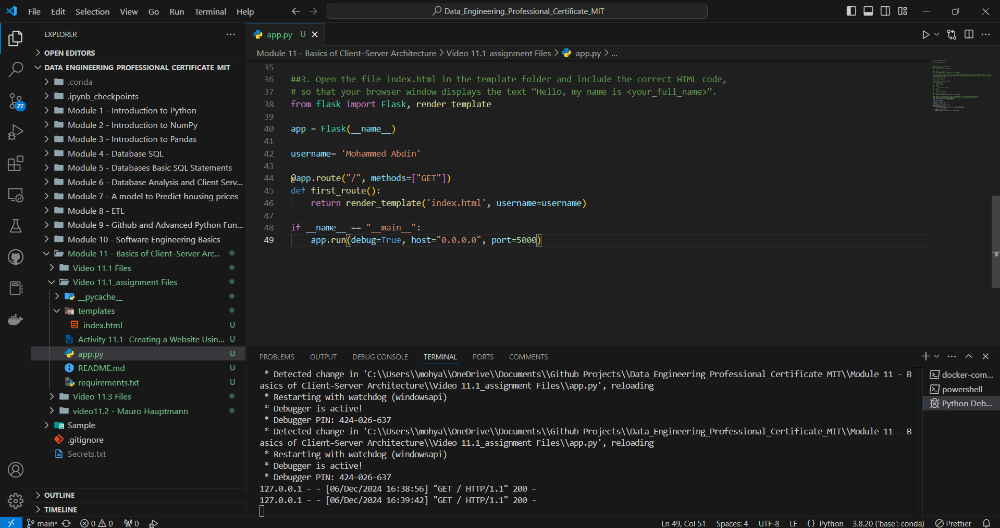 File Edit Selection View Go Run Terminal Help
Data_Engineering_Professional_Certificate_MIT
EXPLORER
OPEN EDITORS
DATA_ENGINEERING_PROFESSIONAL_CERTIFICATE_MIT
.conda
.ipynb_checkpoints
Module 1 - Introduction to Python
Module 2 - Introduction to NumPy
Module 3 - Introduction to Pandas
Module 4 - Database SQL
Module 5 - Databases Basic SQL Statements
Module 6 - Database Analysis and Client Serv...
Module 7 - A model to Predict housing prices
Module 8 - ETL
Module 9 - Github and Advanced Python Fun...
Module 10 - Software Engineering Basics
Module 11 - Basics of Client–Server Arc...
Video 11.1 Files
Video 11.1_assignment Files
__pycache__
templates
index.html U
Activity 11.1- Creating a Website Usin... U
app.py U
README.md U
requirements.txt U
Video 11.3 Files
video11.2 - Mauro Hauptmann
Sample
.gitignore
Secrets.txt
OUTLINE
TIMELINE
27
app.py U
Module 11 - Basics of Client–Server Architecture > Video 11.1_assignment Files > app.py > ...
35
36 ##3. Open the file index.html in the template folder and include the correct HTML code,
37 # so that your browser window displays the text “Hello, my name is <your_full_name>”.
38 from flask import Flask, render_template
39
40 app = Flask(__name__)
41
42 username= 'Mohammed Abdin'
43
44 @app.route("/", methods=["GET"])
45 def first_route():
46 return render_template('index.html', username=username)
47
48 if __name__ == "__main__":
49 app.run(debug=True, host="0.0.0.0", port=5000)
PROBLEMS OUTPUT DEBUG CONSOLE TERMINAL PORTS COMMENTS
* Detected change in 'C:\\Users\\mohya\\OneDrive\\Documents\\Github Projects\\Data_Engineering_Professional_Certificate_MIT\\Module 11 - B
asics of Client–Server Architecture\\Video 11.1_assignment Files\\app.py', reloading
* Restarting with watchdog (windowsapi)
* Debugger is active!
* Debugger PIN: 424-026-637
* Detected change in 'C:\\Users\\mohya\\OneDrive\\Documents\\Github Projects\\Data_Engineering_Professional_Certificate_MIT\\Module 11 - B
asics of Client–Server Architecture\\Video 11.1_assignment Files\\app.py', reloading
* Restarting with watchdog (windowsapi)
* Debugger is active!
* Debugger PIN: 424-026-637
127.0.0.1 - - [06/Dec/2024 16:38:56] "GET / HTTP/1.1" 200 -
127.0.0.1 - - [06/Dec/2024 16:39:42] "GET / HTTP/1.1" 200 -
docker-com...
powershell
Python Deb...
main* 0 0 0 Ln 49, Col 51 Spaces: 4 UTF-8 LF {} Python 3.8.20 ('base': conda) Prettier